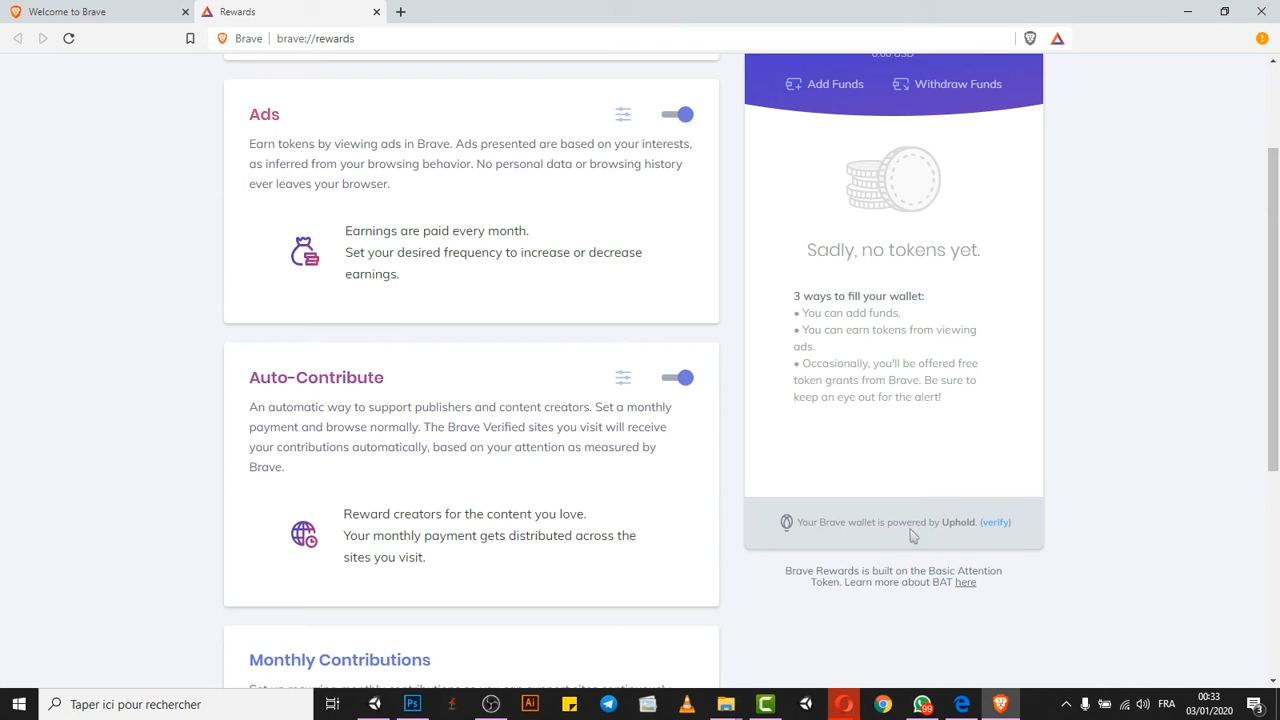 Welcome to Brave
Rewards
Brave
brave://rewards
0.00 USD
Add Funds
Withdraw Funds
Ads
Earn tokens by viewing ads in Brave. Ads presented are based on your interests,
as inferred from your browsing behavior. No personal data or browsing history
ever leaves your browser.
Earnings are paid every month.
Set your desired frequency to increase or decrease
earnings.
Sadly, no tokens yet.
3 ways to fill your wallet:
• You can add funds.
• You can earn tokens from viewing
ads.
• Occasionally, you'll be offered free
token grants from Brave. Be sure to
keep an eye out for the alert!
Auto-Contribute
An automatic way to support publishers and content creators. Set a monthly
payment and browse normally. The Brave Verified sites you visit will receive
your contributions automatically, based on your attention as measured by
Brave.
Reward creators for the content you love.
Your monthly payment gets distributed across the
sites you visit.
Your Brave wallet is powered by Uphold. (verify)
Brave Rewards is built on the Basic Attention
Token. Learn more about BAT here
Monthly Contributions
Taper ici pour rechercher
Ps
Ai
99
FRA
00:33
03/01/2020
3